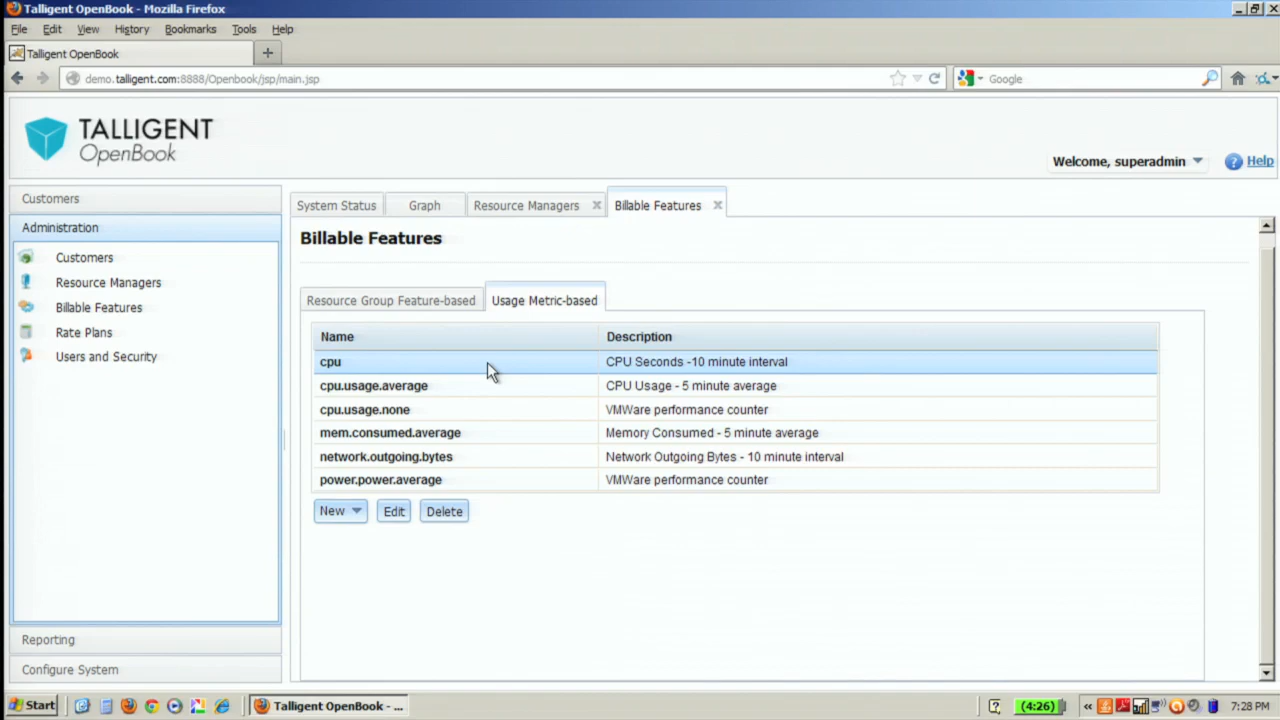 Talligent OpenBook - Mozilla Firefox
File Edit View History Bookmarks Tools Help
Talligent OpenBook
demo.talligent.com:8888/Openbook/jsp/main.jsp
Google
TALLIGENT
OpenBook
Welcome, superadmin
Help
Customers
Administration
Customers
Resource Managers
Billable Features
Rate Plans
Users and Security
Reporting
Configure System
System Status Graph Resource Managers Billable Features
Billable Features
Resource Group Feature-based Usage Metric-based
Name Description
cpu CPU Seconds -10 minute interval
cpu.usage.average CPU Usage - 5 minute average
cpu.usage.none VMWare performance counter
mem.consumed.average Memory Consumed - 5 minute average
network.outgoing.bytes Network Outgoing Bytes - 10 minute interval
power.power.average VMWare performance counter
New Edit Delete
Start Talligent OpenBook - ... (4:26) 7:28 PM